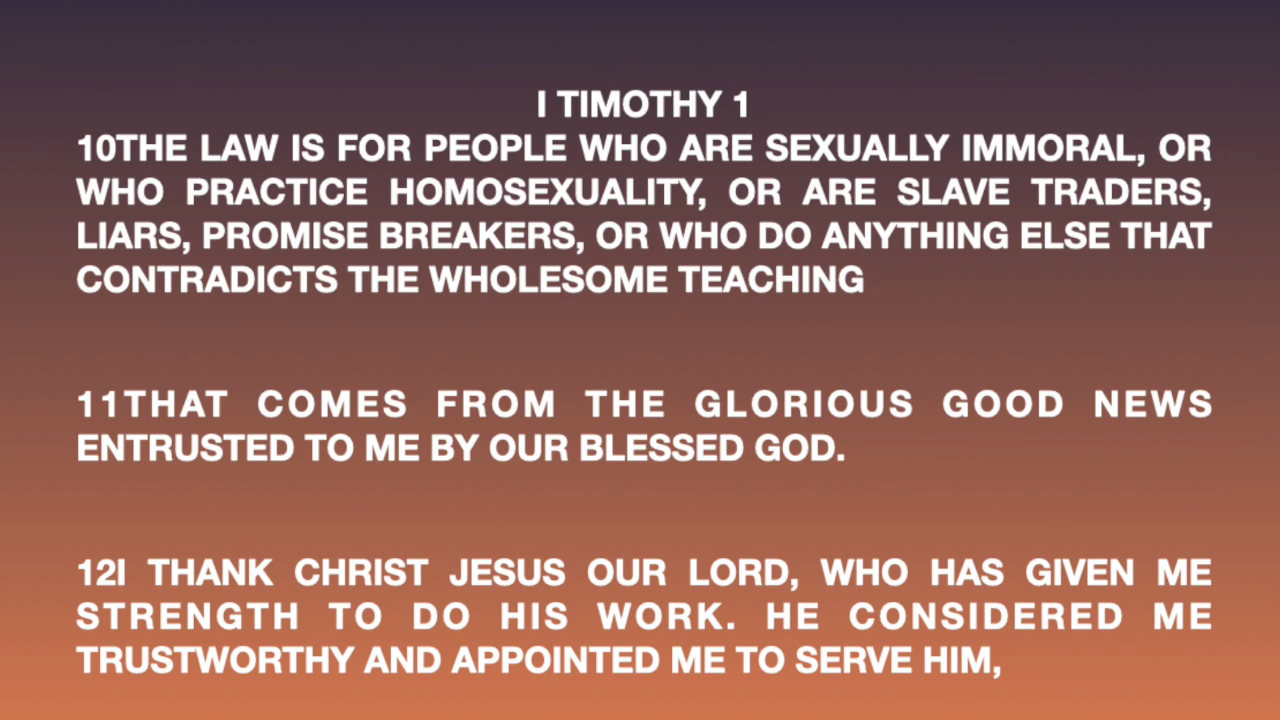 I TIMOTHY 1
10THE LAW IS FOR PEOPLE WHO ARE SEXUALLY IMMORAL, OR
WHO PRACTICE HOMOSEXUALITY, OR ARE SLAVE TRADERS,
LIARS, PROMISE BREAKERS, OR WHO DO ANYTHING ELSE THAT
CONTRADICTS THE WHOLESOME TEACHING
11THAT COMES FROM THE GLORIOUS GOOD NEWS
ENTRUSTED TO ME BY OUR BLESSED GOD.
12I THANK CHRIST JESUS OUR LORD, WHO HAS GIVEN ME
STRENGTH TO DO HIS WORK. HE CONSIDERED ME
TRUSTWORTHY AND APPOINTED ME TO SERVE HIM,